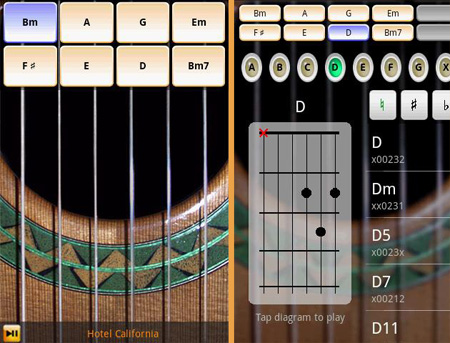 Bm A G Em
F♯ E D Bm7
Hotel California
Bm A G Em
F♯ E D Bm7
A B C D E F G X
D
♮ ♯ ♭
D
x00232
Dm
xx0231
D5
x0023x
D7
x00212
D11
Tap diagram to play